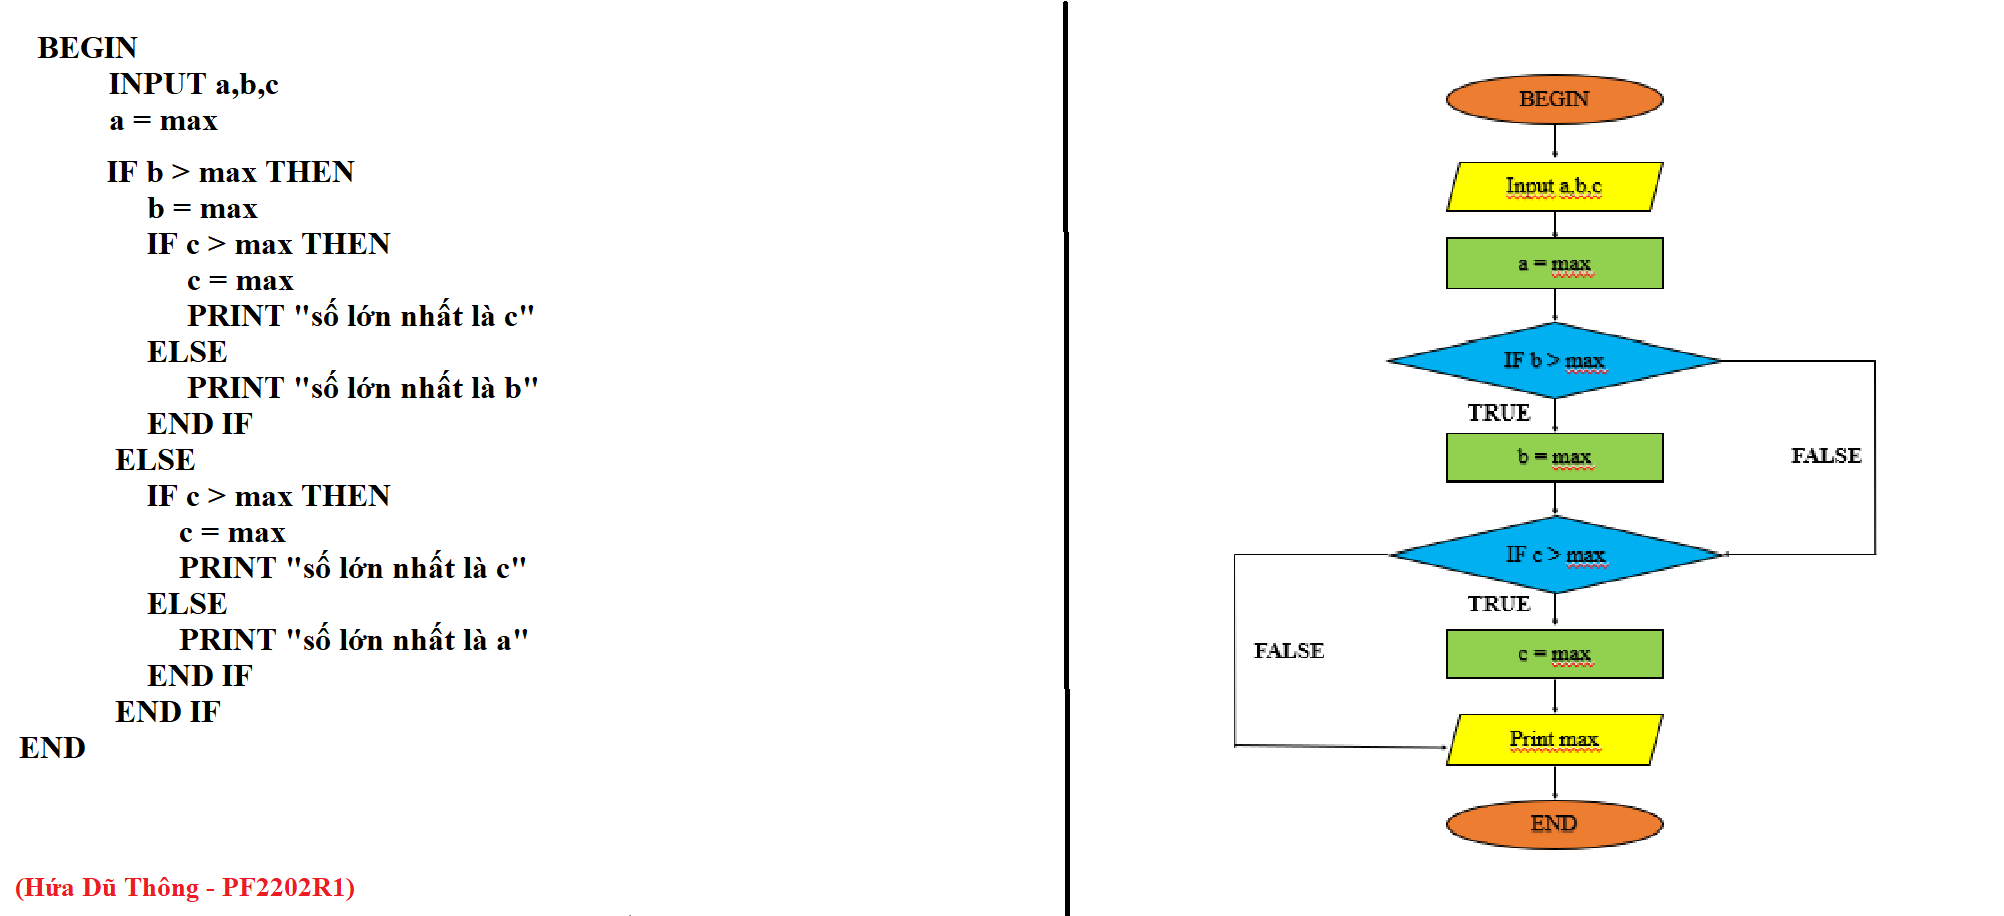 BEGIN
INPUT a,b,c
a = max
IF b > max THEN
b = max
IF c > max THEN
c = max
PRINT "số lớn nhất là c"
ELSE
PRINT "số lớn nhất là b"
END IF
ELSE
IF c > max THEN
c = max
PRINT "số lớn nhất là c"
ELSE
PRINT "số lớn nhất là a"
END IF
END IF
END
(Hứa Dũ Thông - PF2202R1)
BEGIN
Input a,b,c
a = max
IF b > max
TRUE
FALSE
b = max
IF c > max
TRUE
FALSE
c = max
Print max
END